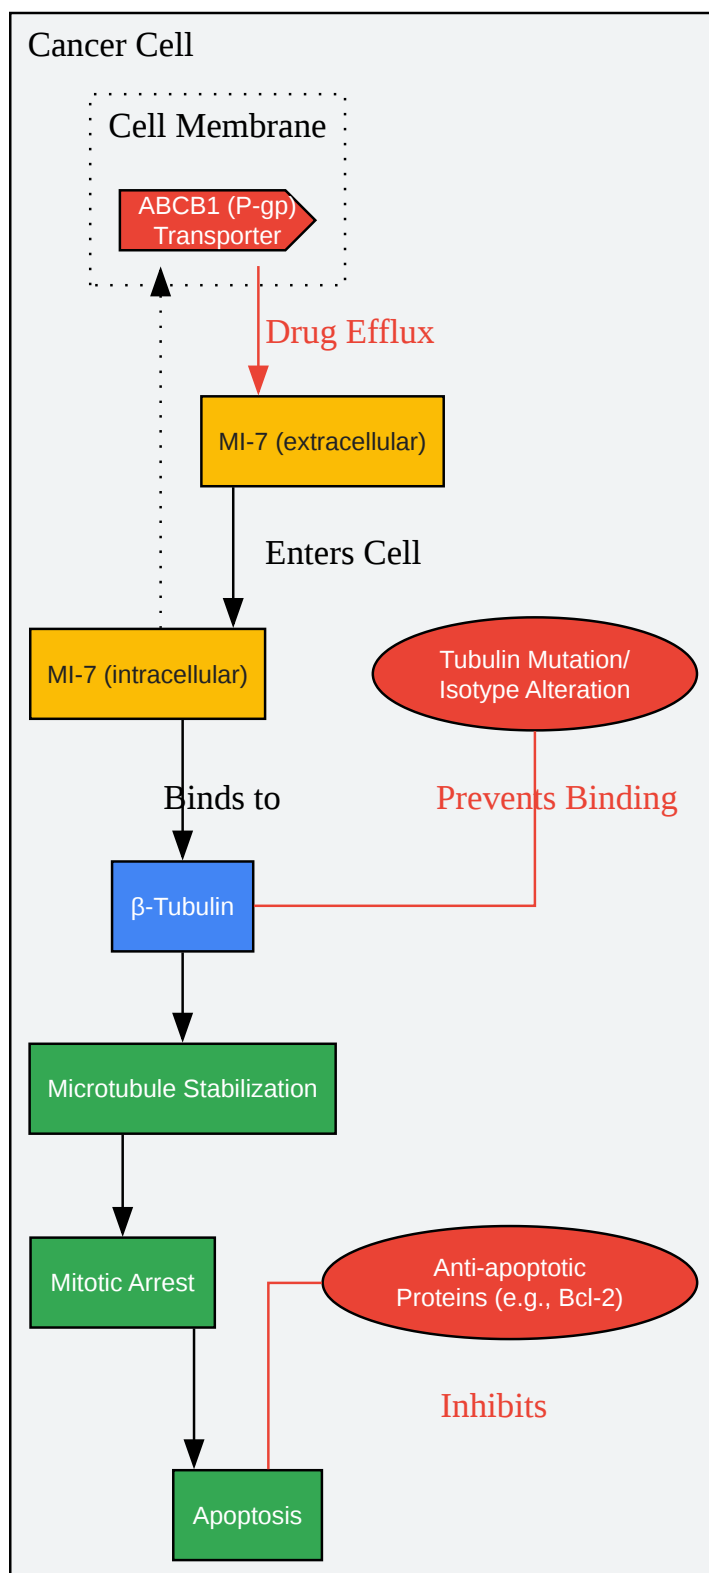 Cancer Cell
Cell Membrane
ABCB1 (P-gp)
Transporter
Drug Efflux
MI-7 (extracellular)
Enters Cell
MI-7 (intracellular)
Tubulin Mutation/
Isotype Alteration
Binds to
Prevents Binding
β-Tubulin
Microtubule Stabilization
Mitotic Arrest
Anti-apoptotic
Proteins (e.g., Bcl-2)
Inhibits
Apoptosis